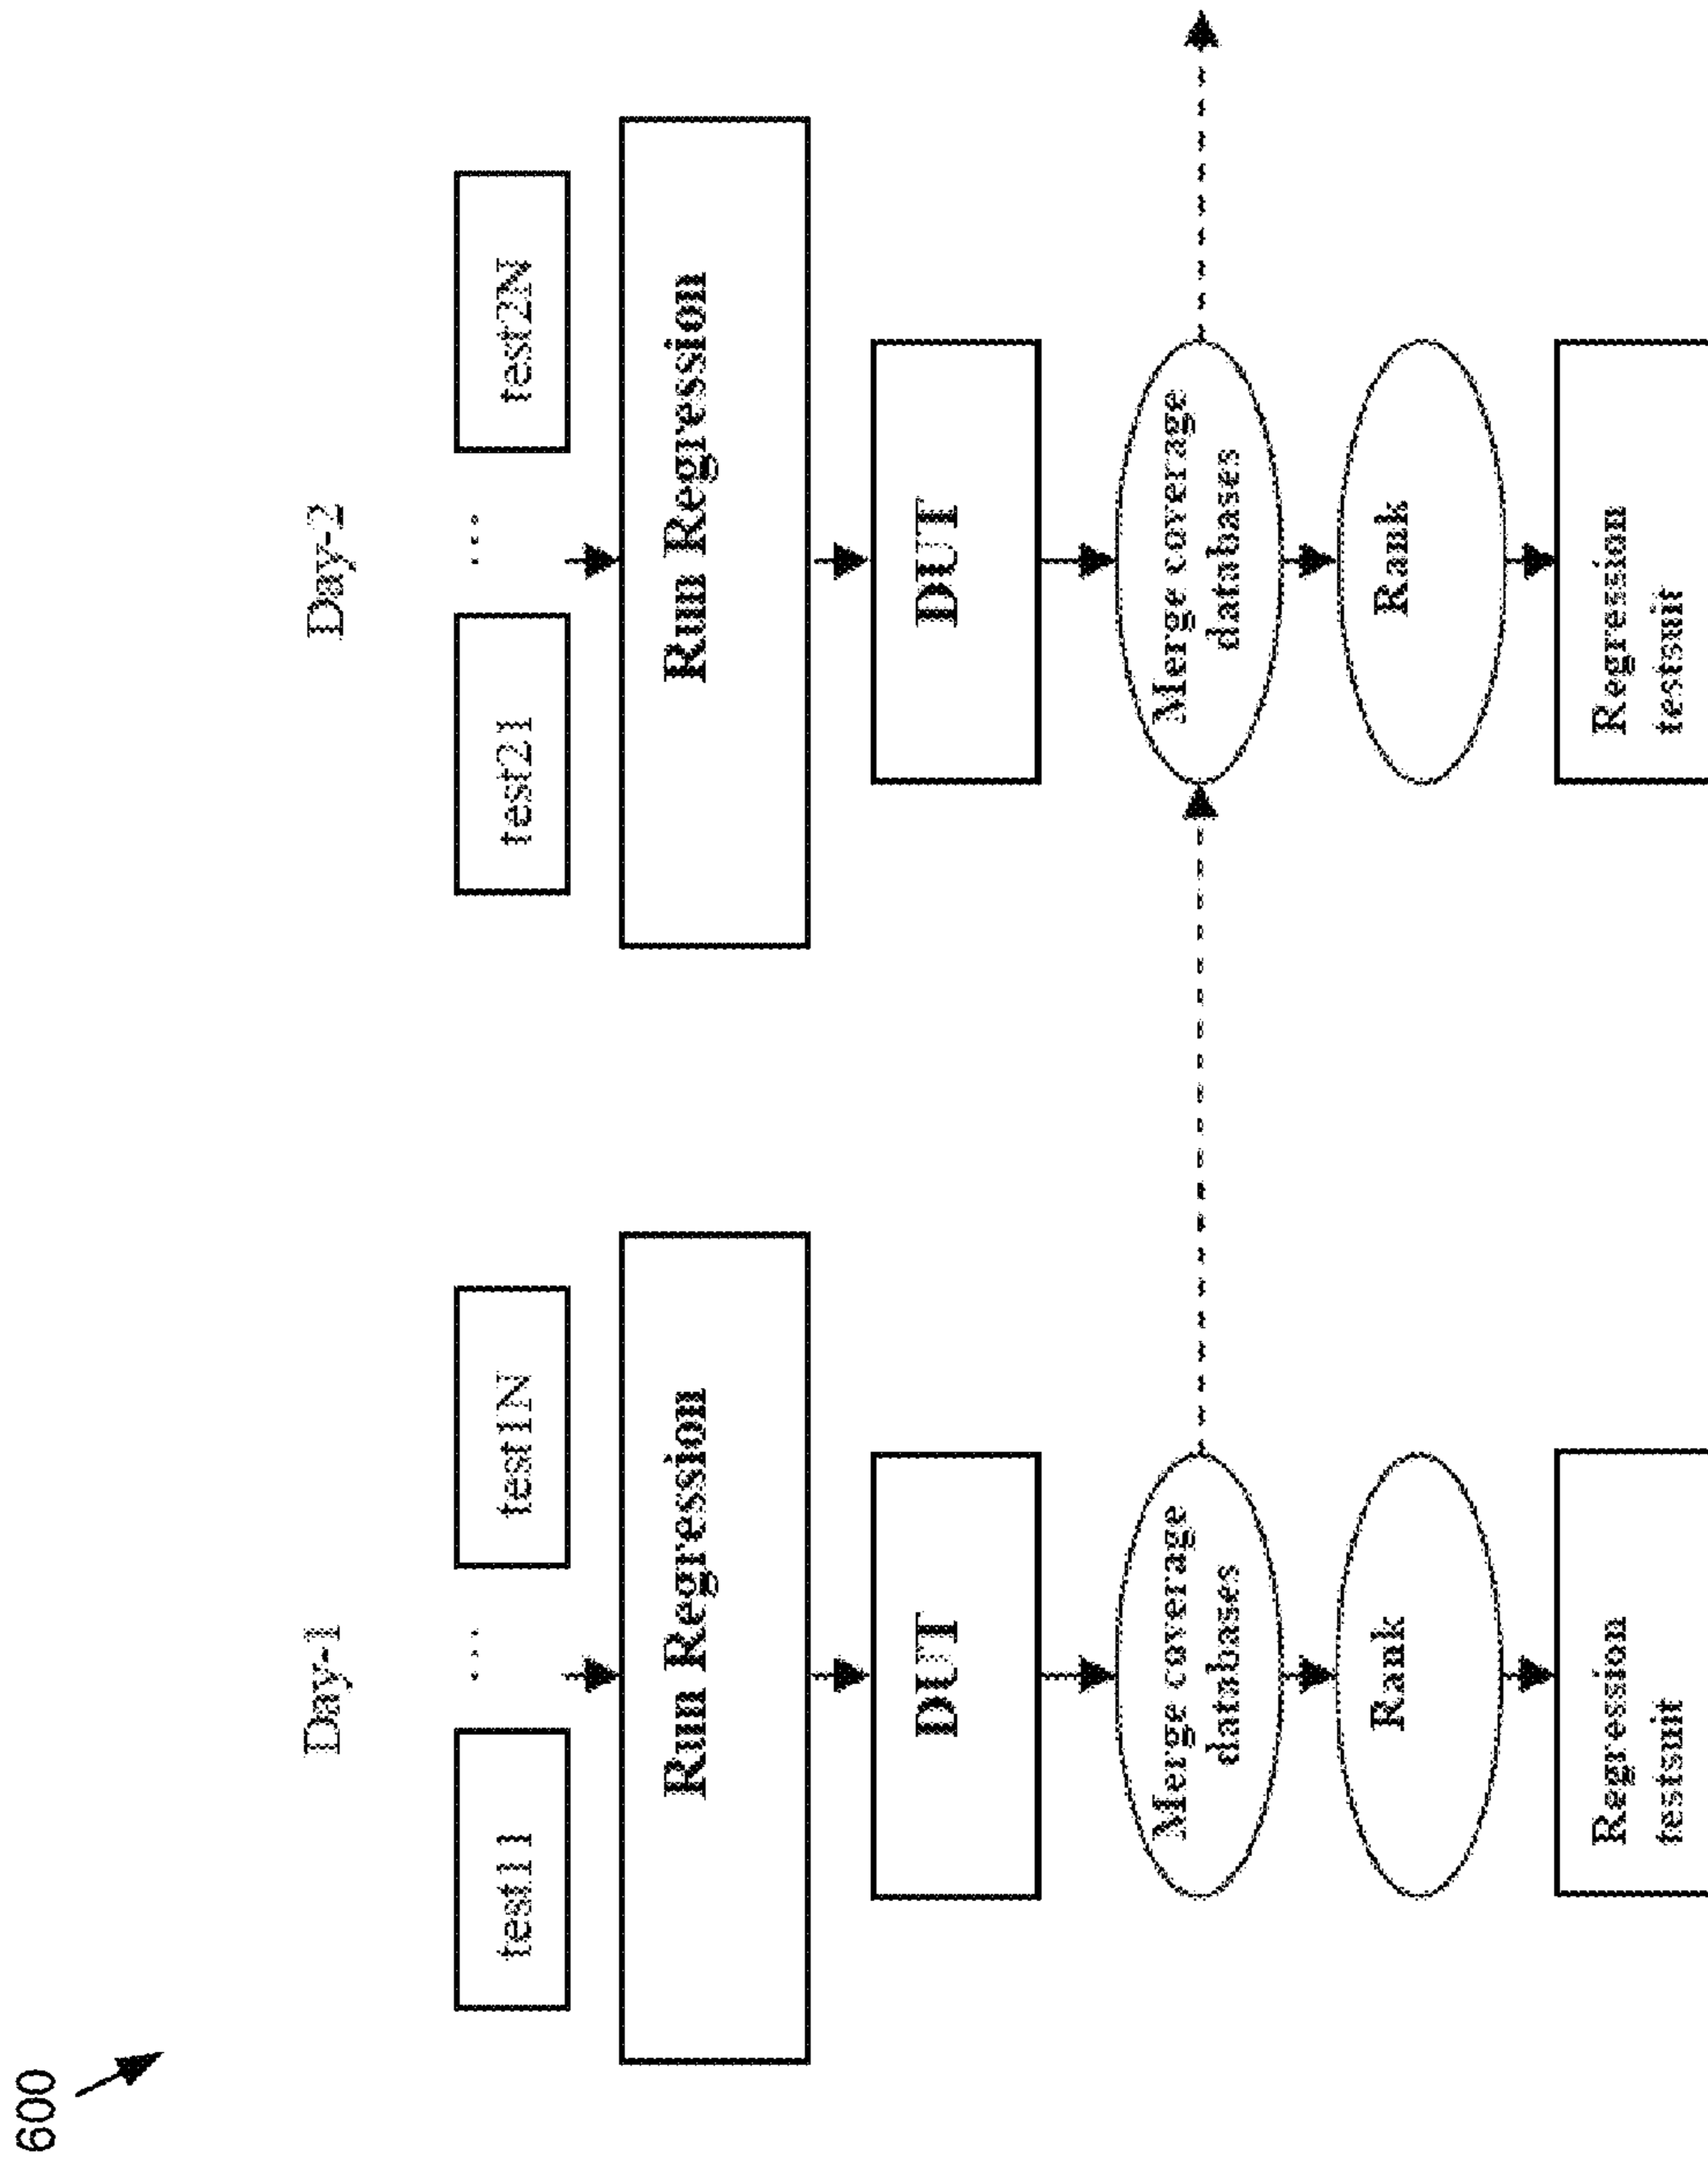 600
Day-1
test11
...
test1N
Run Regression
DUT
Merge coverage
databases
Rank
Regression
testsuit
Day-2
test21
...
test2N
Run Regression
DUT
Merge coverage
databases
Rank
Regression
testsuit